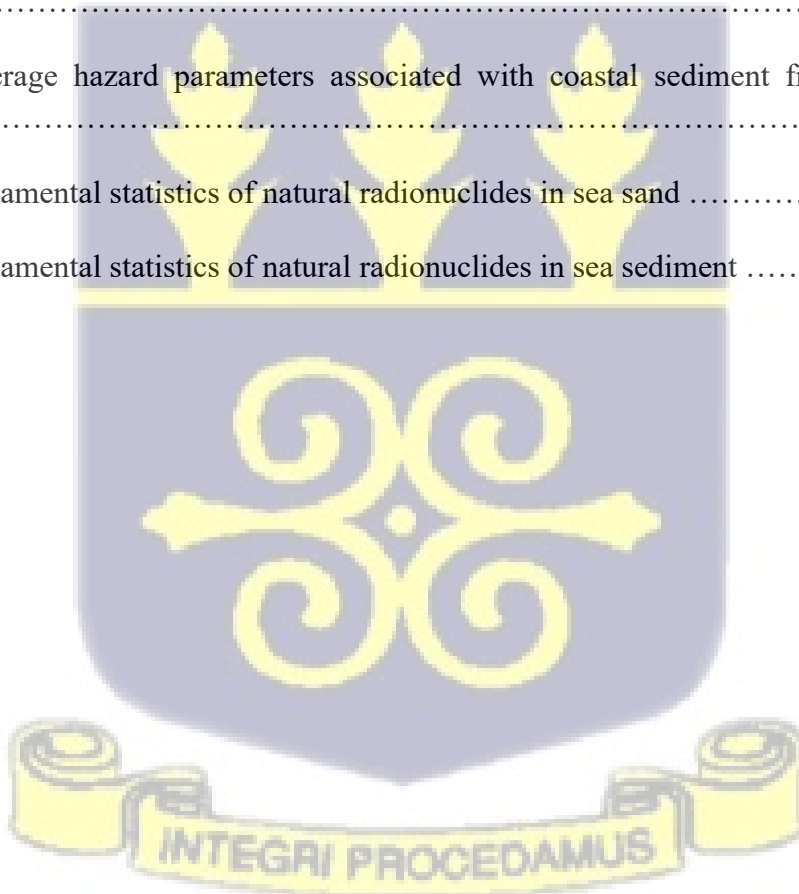 ………………………………………………………………………………
erage hazard parameters associated with coastal sediment
………………………………………………………………………………
amental statistics of natural radionuclides in sea sand …………
amental statistics of natural radionuclides in sea sediment ……
INTEGRI PROCEDAMUS